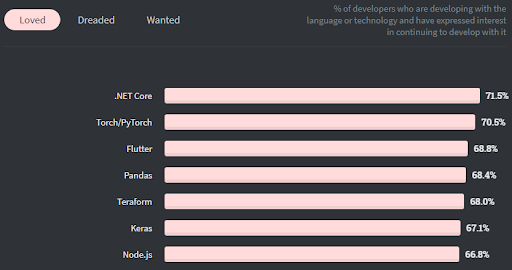 Loved Dreaded Wanted
% of developers who are developing with the
language or technology and have expressed interest
in continuing to develop with it
.NET Core 71.5%
Torch/PyTorch 70.5%
Flutter 68.8%
Pandas 68.4%
Teraform 68.0%
Keras 67.1%
Node.js 66.8%